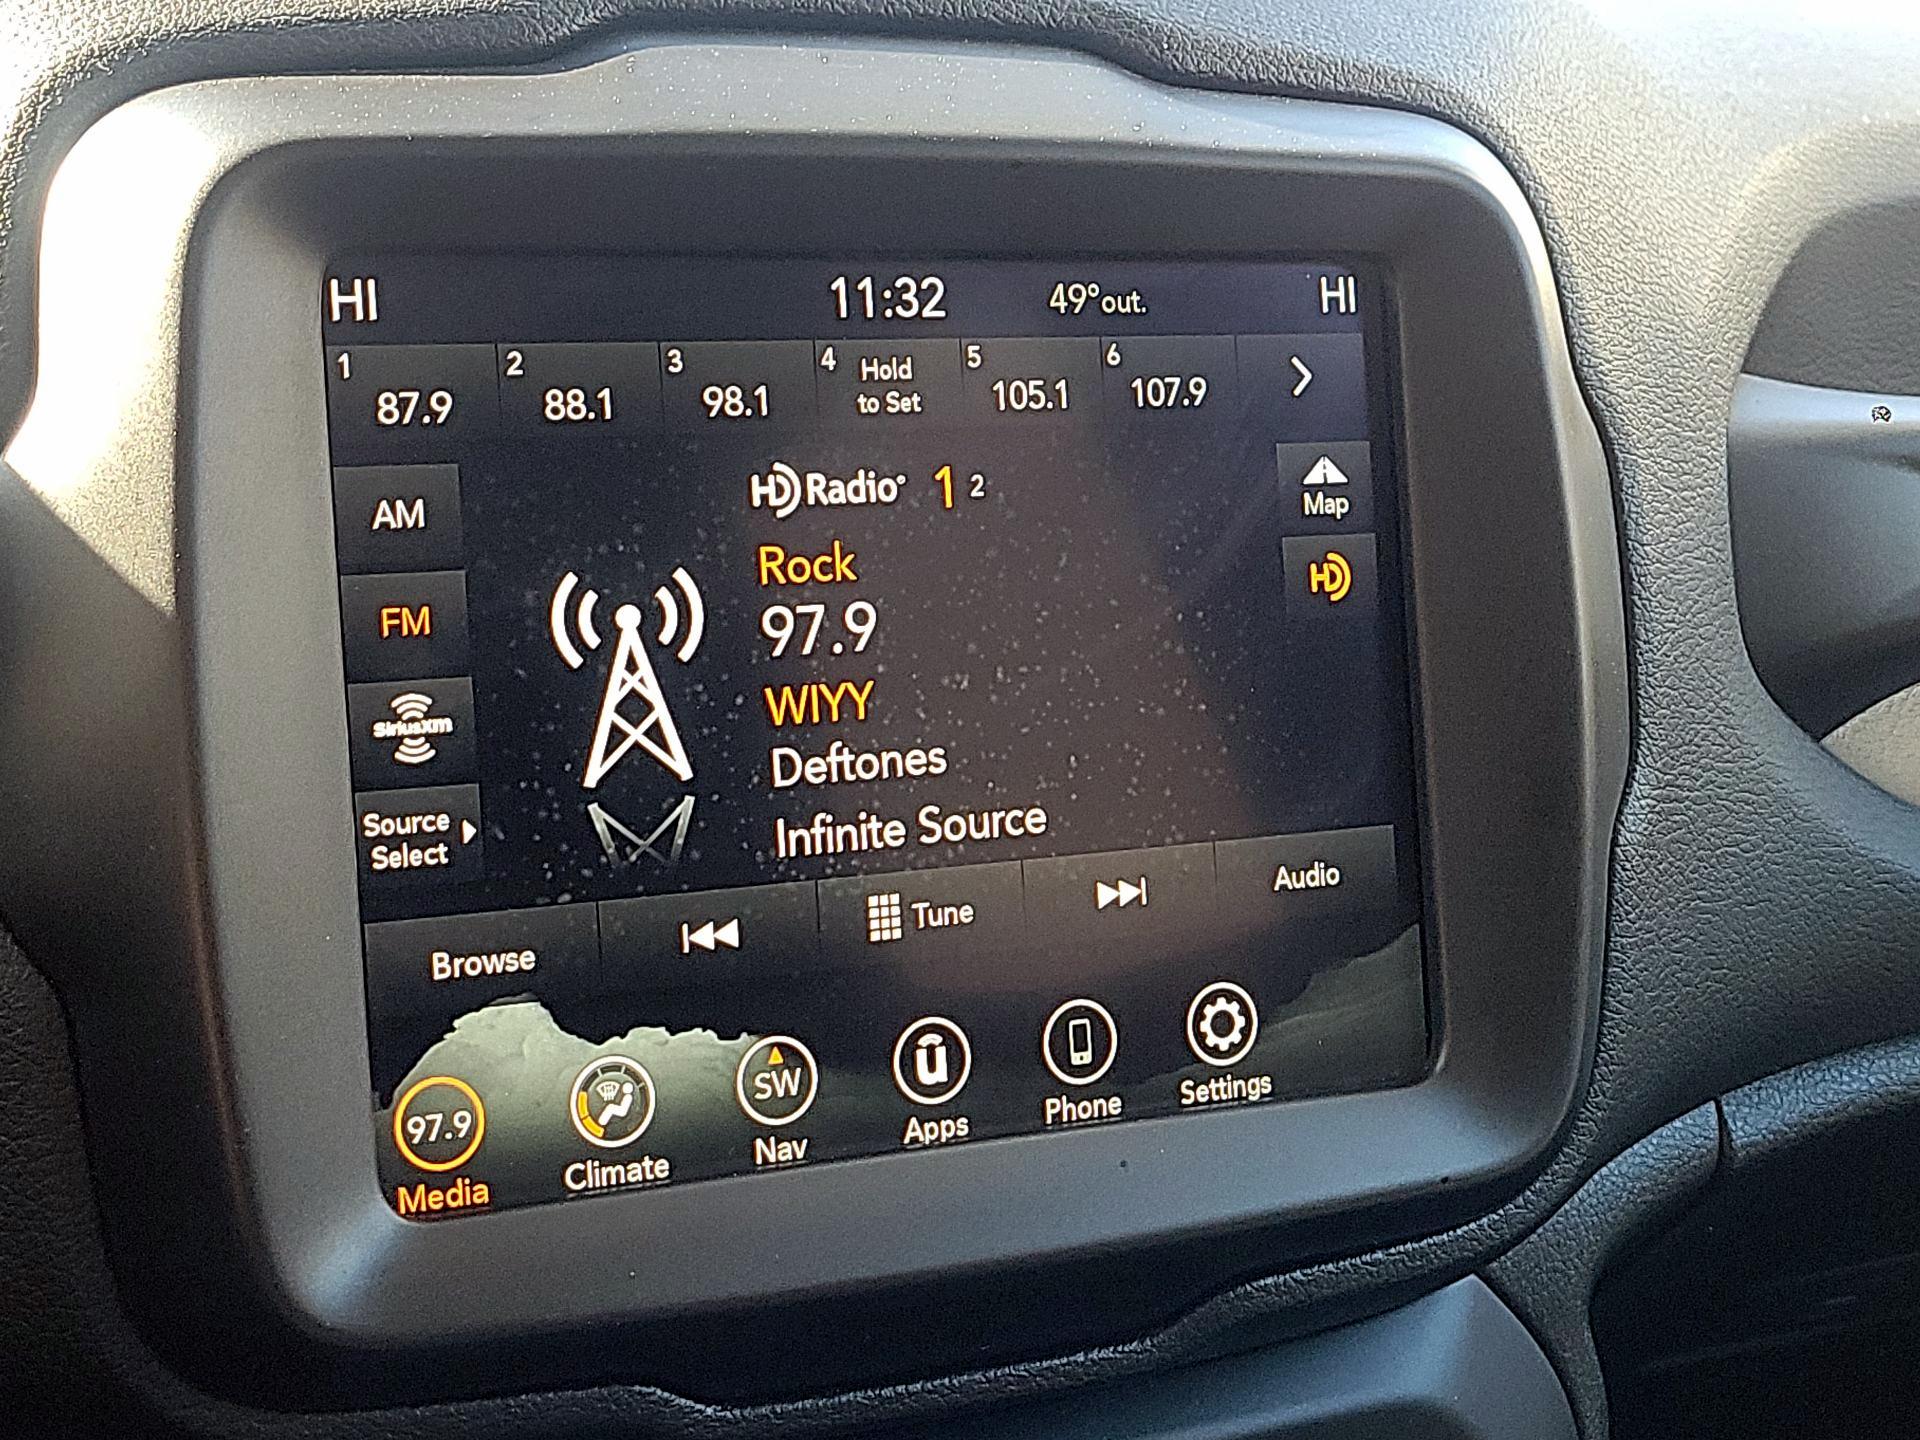 HI 11:32 49°out. HI
1 87.9 2 88.1 3 98.1 4 Hold to Set 5 105.1 6 107.9
HD Radio® 1 2
AM
FM
SiriusXM
Source
Select
Rock
97.9
WIYY
Deftones
Infinite Source
Map
HD
Browse Tune Audio
97.9 SW u
Media Climate Nav Apps Phone Settings